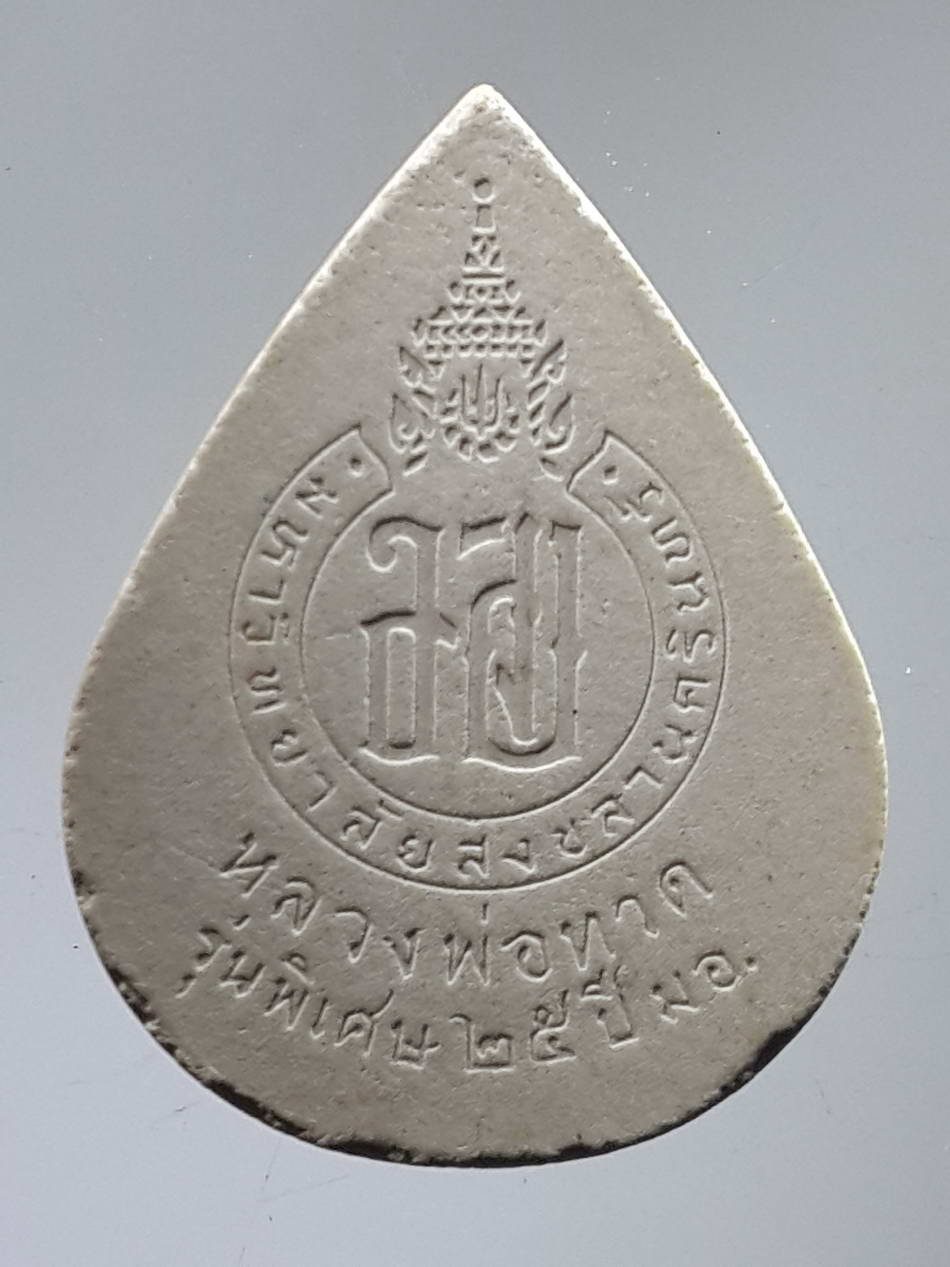 มหาวิทยาลัยสงขลานครินทร์
หลวงพ่อทวด
รุ่นพิเศษ ๒๕ ปี ม.อ.